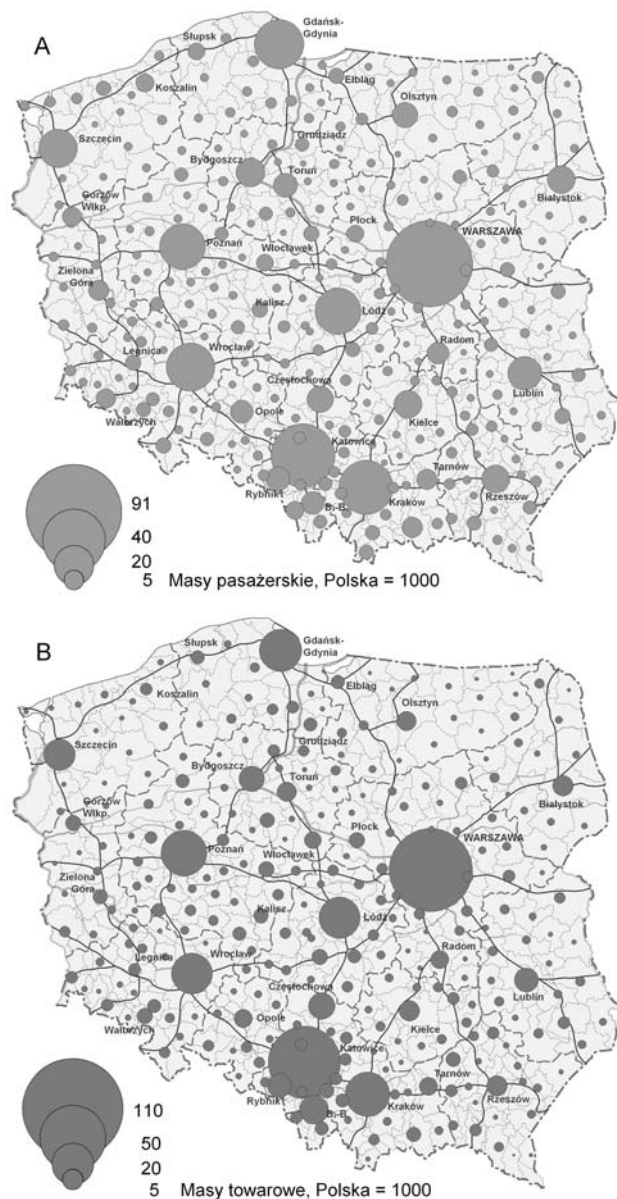 A
Gdańsk-
Gdynia
Słupsk
Koszalin
Elbląg
Olsztyn
Szczecin
Grudziądz
Bydgoszcz
Toruń
Białystok
Gorzów
Wlkp.
Płock
WARSZAWA
Poznań
Włocławek
Zielona
Góra
Kalisz
Łódź
Radom
Legnica
Wrocław
Częstochowa
Lublin
Wałbrzych
Opole
Kielce
Katowice
Tarnów
Rybnik
B.-B.
Kraków
Rzeszów
91
40
20
5 Masy pasażerskie, Polska = 1000
B
Gdańsk-
Gdynia
Słupsk
Koszalin
Elbląg
Olsztyn
Szczecin
Grudziądz
Bydgoszcz
Toruń
Białystok
Gorzów
Wlkp.
Płock
WARSZAWA
Poznań
Włocławek
Zielona
Góra
Kalisz
Łódź
Radom
Legnica
Wrocław
Częstochowa
Lublin
Wałbrzych
Opole
Kielce
Katowice
Tarnów
Rybnik
B.-B.
Kraków
Rzeszów
110
50
20
5 Masy towarowe, Polska = 1000